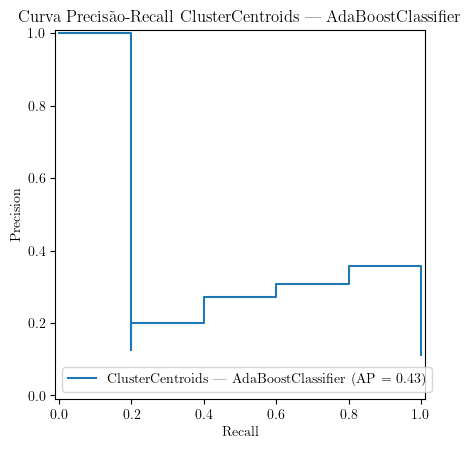 Curva Precisão-Recall ClusterCentroids — AdaBoostClassifier
1.0
0.8
0.6
0.4
0.2
0.0
Precision
ClusterCentroids — AdaBoostClassifier (AP = 0.43)
0.0 0.2 0.4 0.6 0.8 1.0
Recall